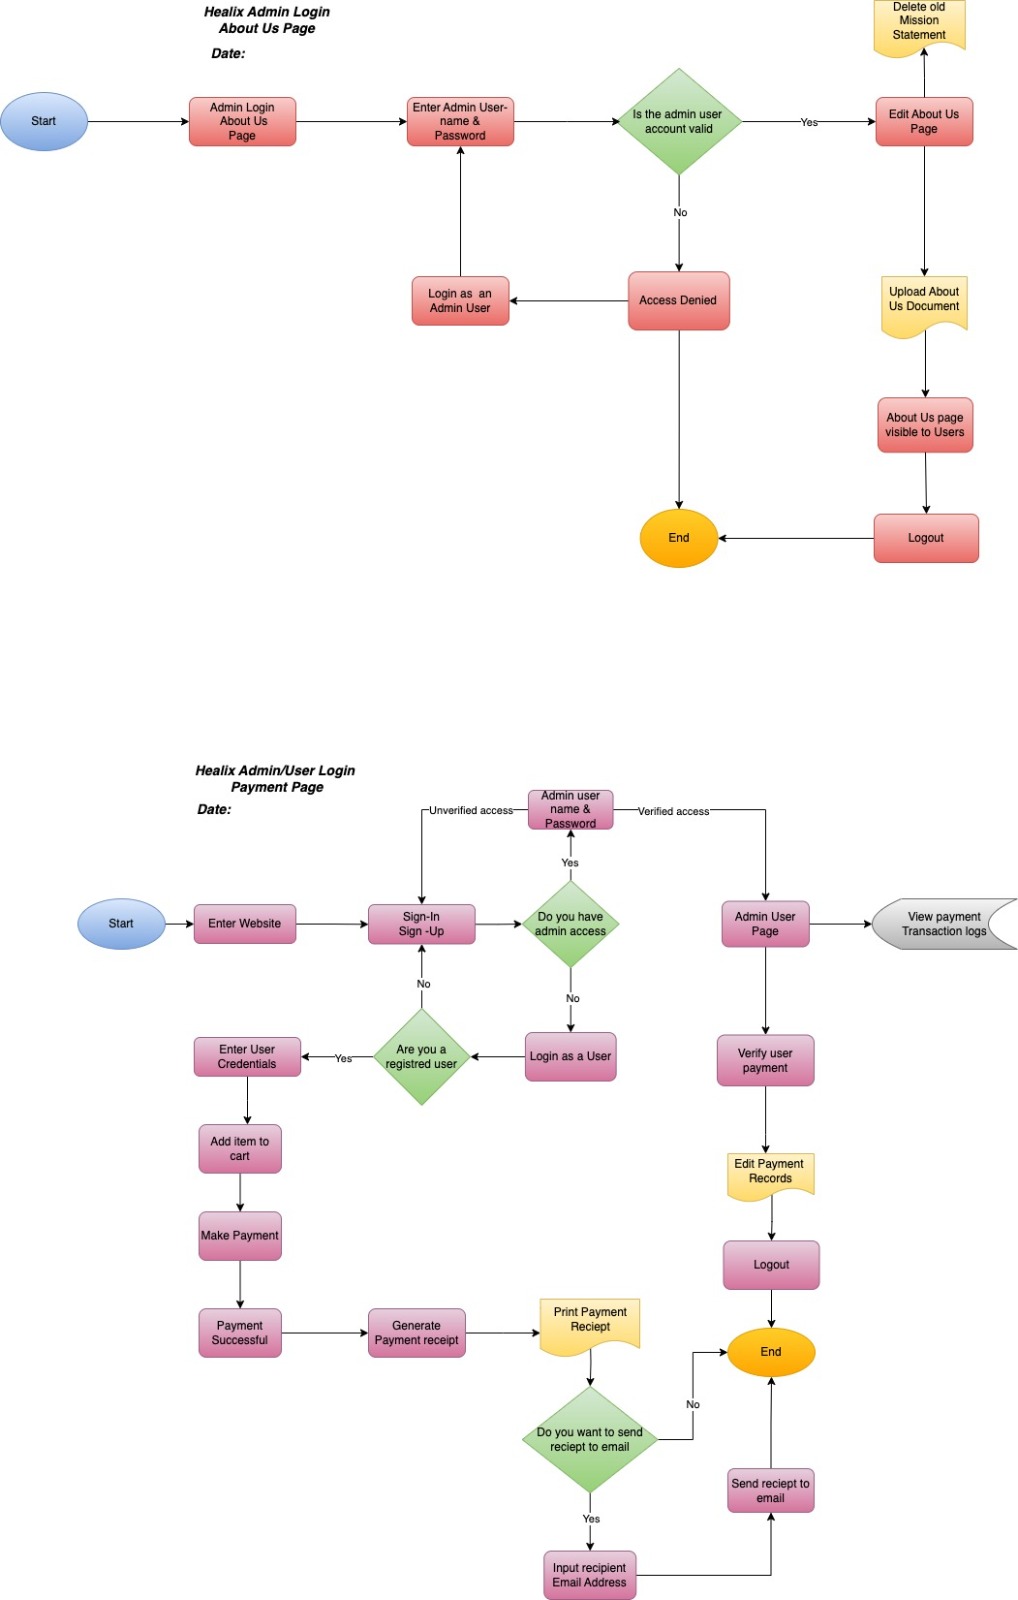 Healix Admin Login
About Us Page
Date:
Delete old
Mission
Statement
Start
Admin Login
About Us
Page
Enter Admin User-
name &
Password
Is the admin user
account valid
Yes
Edit About Us
Page
No
Login as an
Admin User
Access Denied
Upload About
Us Document
About Us page
visible to Users
End
Logout
Healix Admin/User Login
Payment Page
Date:
Unverified access
Admin user
name &
Password
Verified access
Yes
Start
Enter Website
Sign-In
Sign -Up
Do you have
admin access
Admin User
Page
View payment
Transaction logs
No
No
Enter User
Credentials
Yes
Are you a
registred user
Login as a User
Verify user
payment
Add item to
cart
Edit Payment
Records
Make Payment
Logout
Payment
Successful
Generate
Payment receipt
Print Payment
Reciept
End
No
Do you want to send
reciept to email
Send reciept to
email
Yes
Input recipient
Email Address